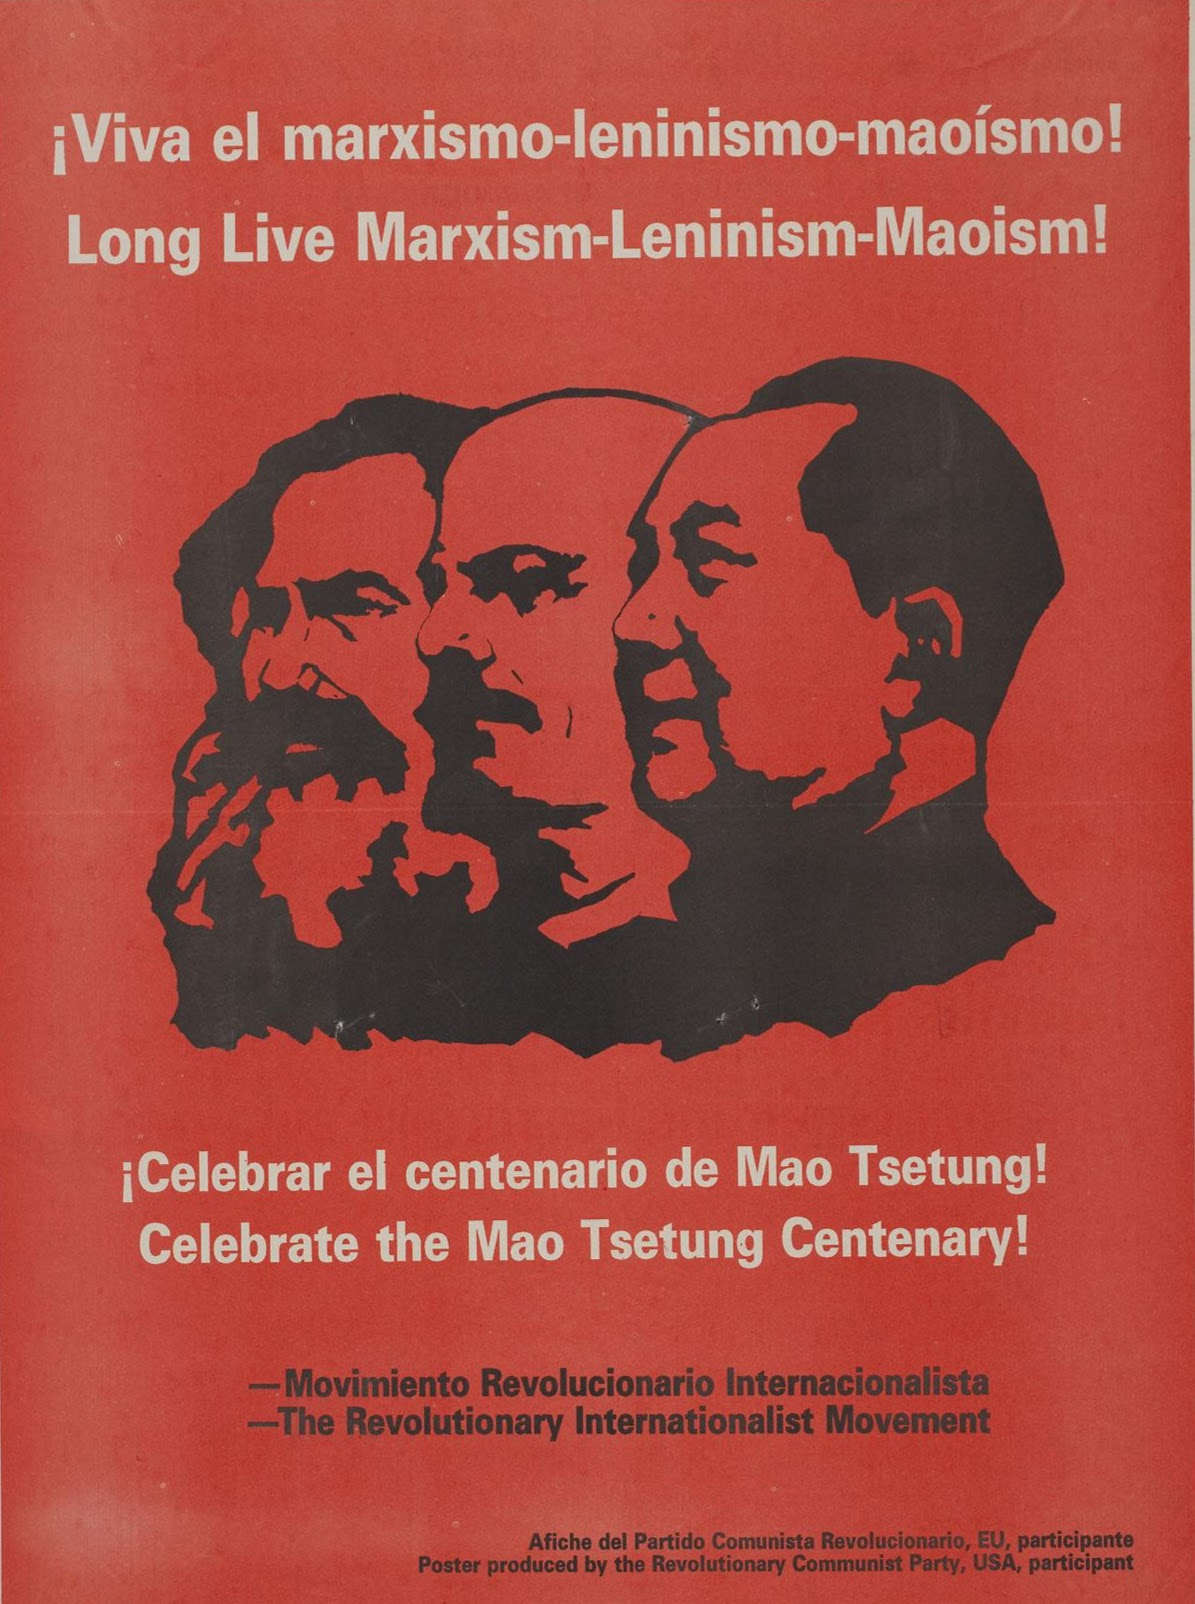 ¡Viva el marxismo-leninismo-maoísmo!
Long Live Marxism-Leninism-Maoism!
¡Celebrar el centenario de Mao Tsetung!
Celebrate the Mao Tsetung Centenary!
—Movimiento Revolucionario Internacionalista
—The Revolutionary Internationalist Movement
Afiche del Partido Comunista Revolucionario, EU, participante
Poster produced by the Revolutionary Communist Party, USA, participant